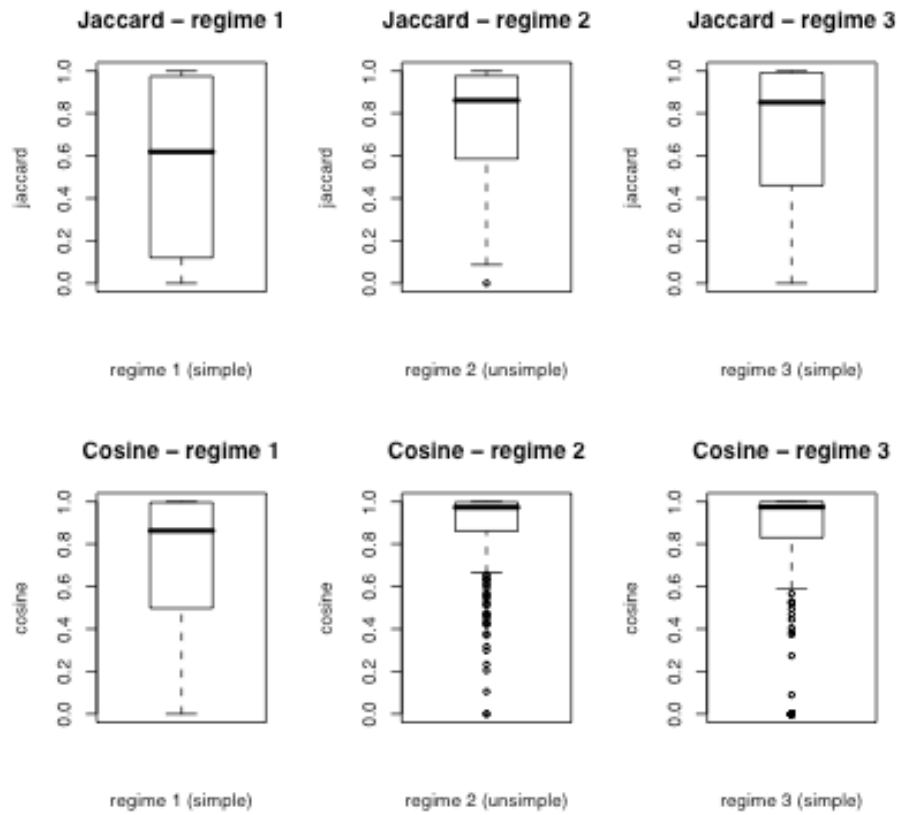 Jaccard – regime 1
Jaccard – regime 2
Jaccard – regime 3
jaccard
0.0 0.2 0.4 0.6 0.8 1.0
jaccard
0.0 0.2 0.4 0.6 0.8 1.0
jaccard
0.0 0.2 0.4 0.6 0.8 1.0
regime 1 (simple)
regime 2 (unsimple)
regime 3 (simple)
Cosine – regime 1
Cosine – regime 2
Cosine – regime 3
cosine
0.0 0.2 0.4 0.6 0.8 1.0
cosine
0.0 0.2 0.4 0.6 0.8 1.0
cosine
0.0 0.2 0.4 0.6 0.8 1.0
regime 1 (simple)
regime 2 (unsimple)
regime 3 (simple)